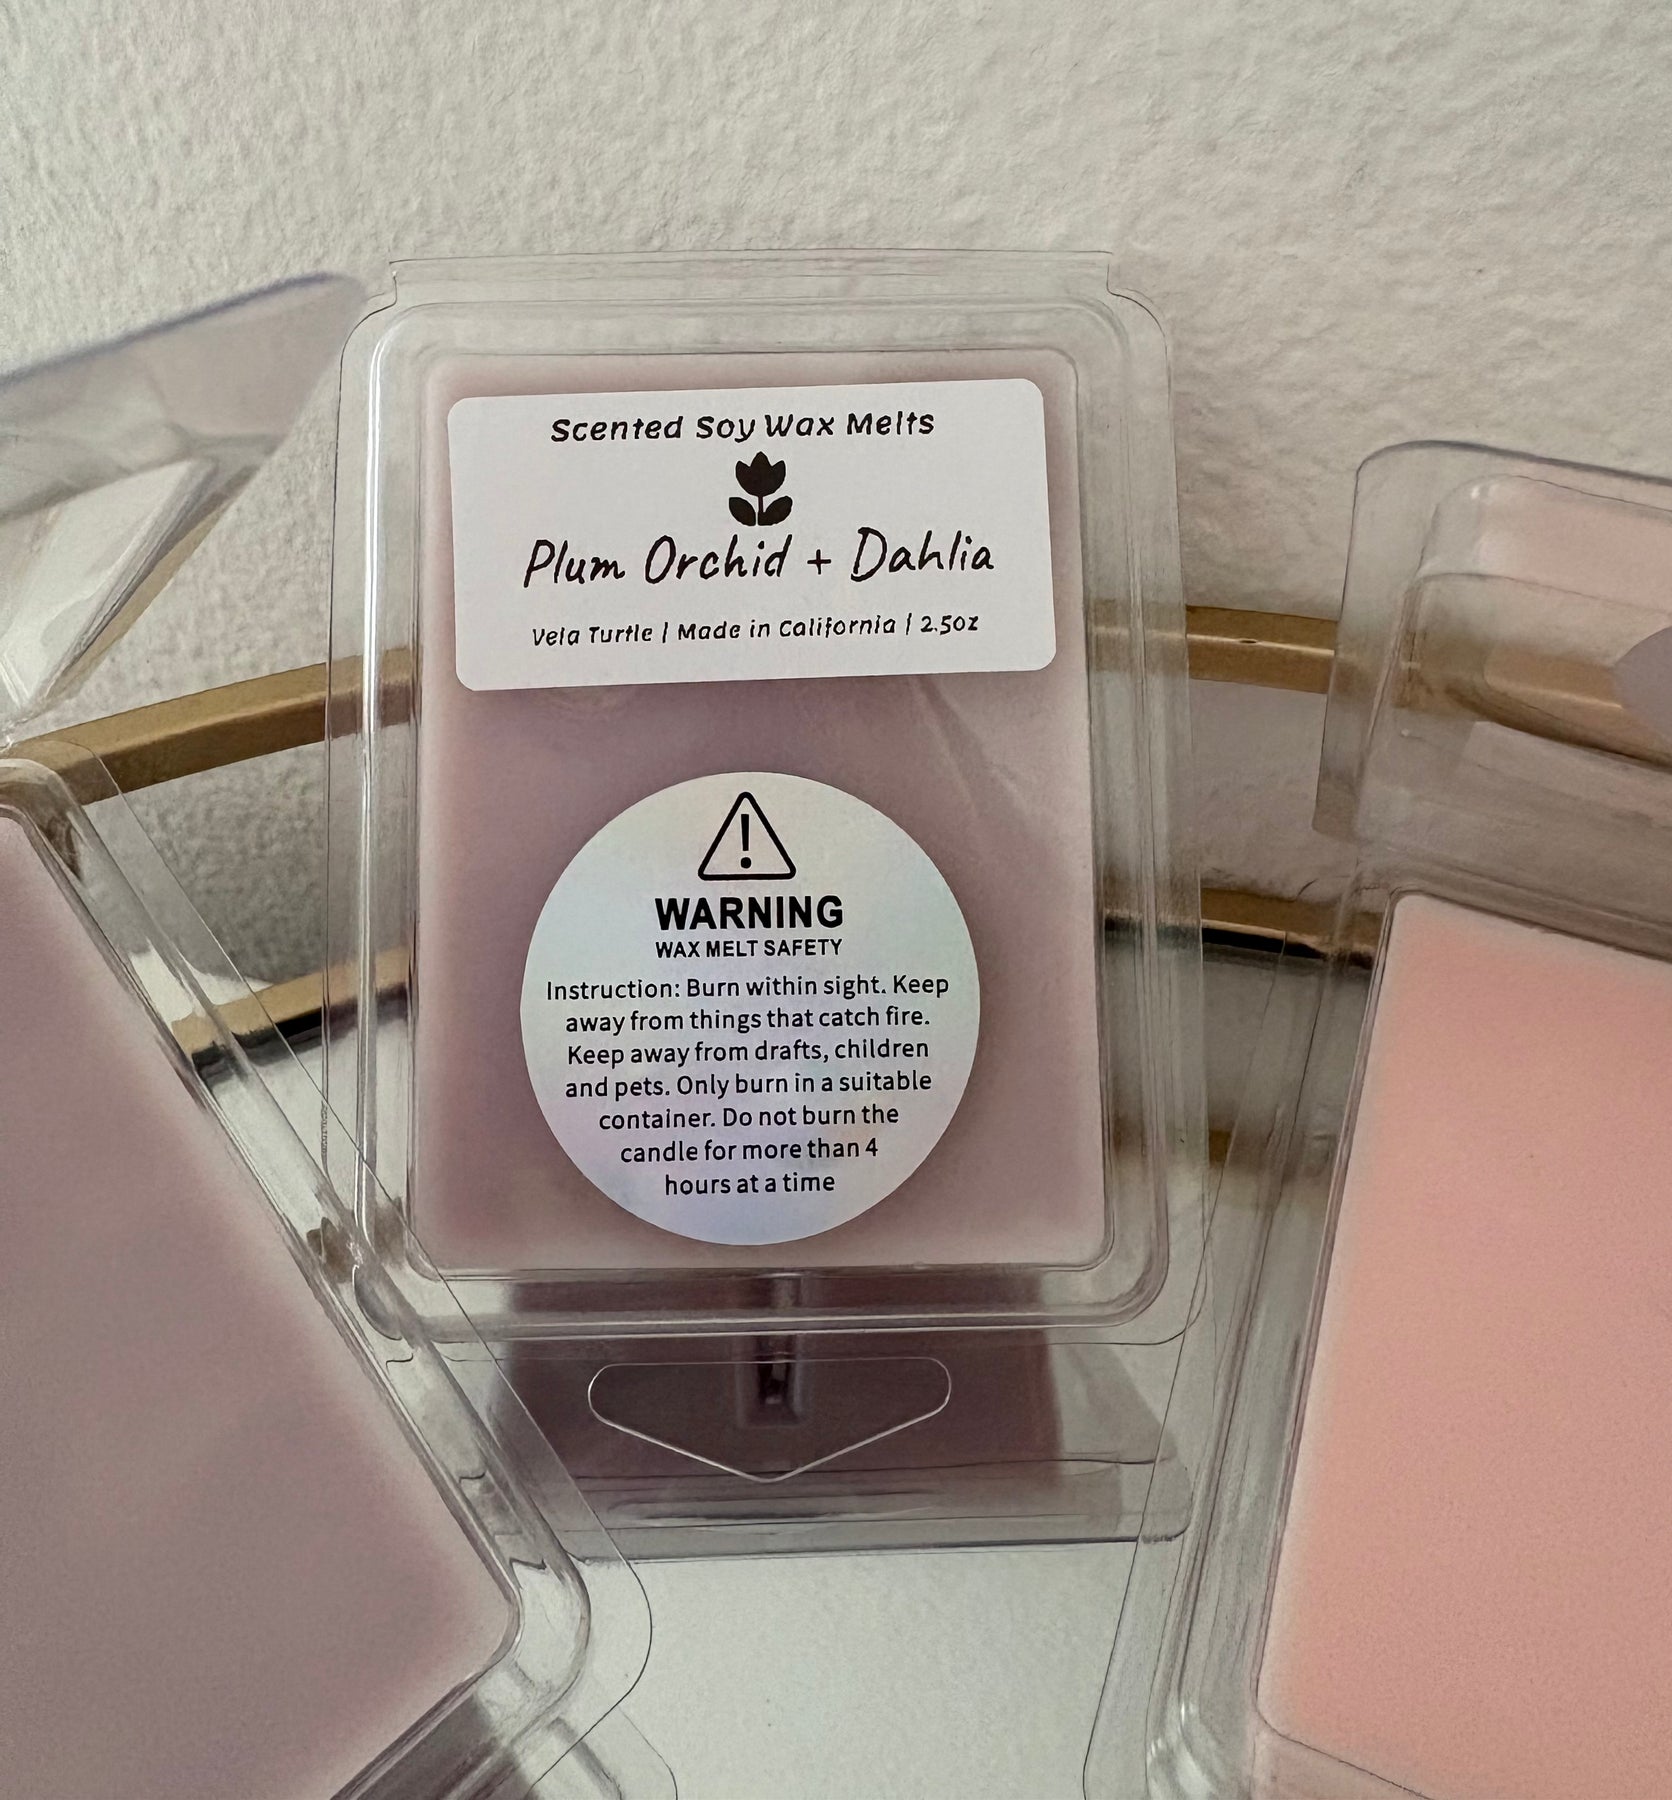 Scented Soy Wax Melts
Plum Orchid + Dahlia
Vela Turtle | Made in California | 2.5oz
WARNING
WAX MELT SAFETY
Instruction: Burn within sight. Keep
away from things that catch fire.
Keep away from drafts, children
and pets. Only burn in a suitable
container. Do not burn the
candle for more than 4
hours at a time